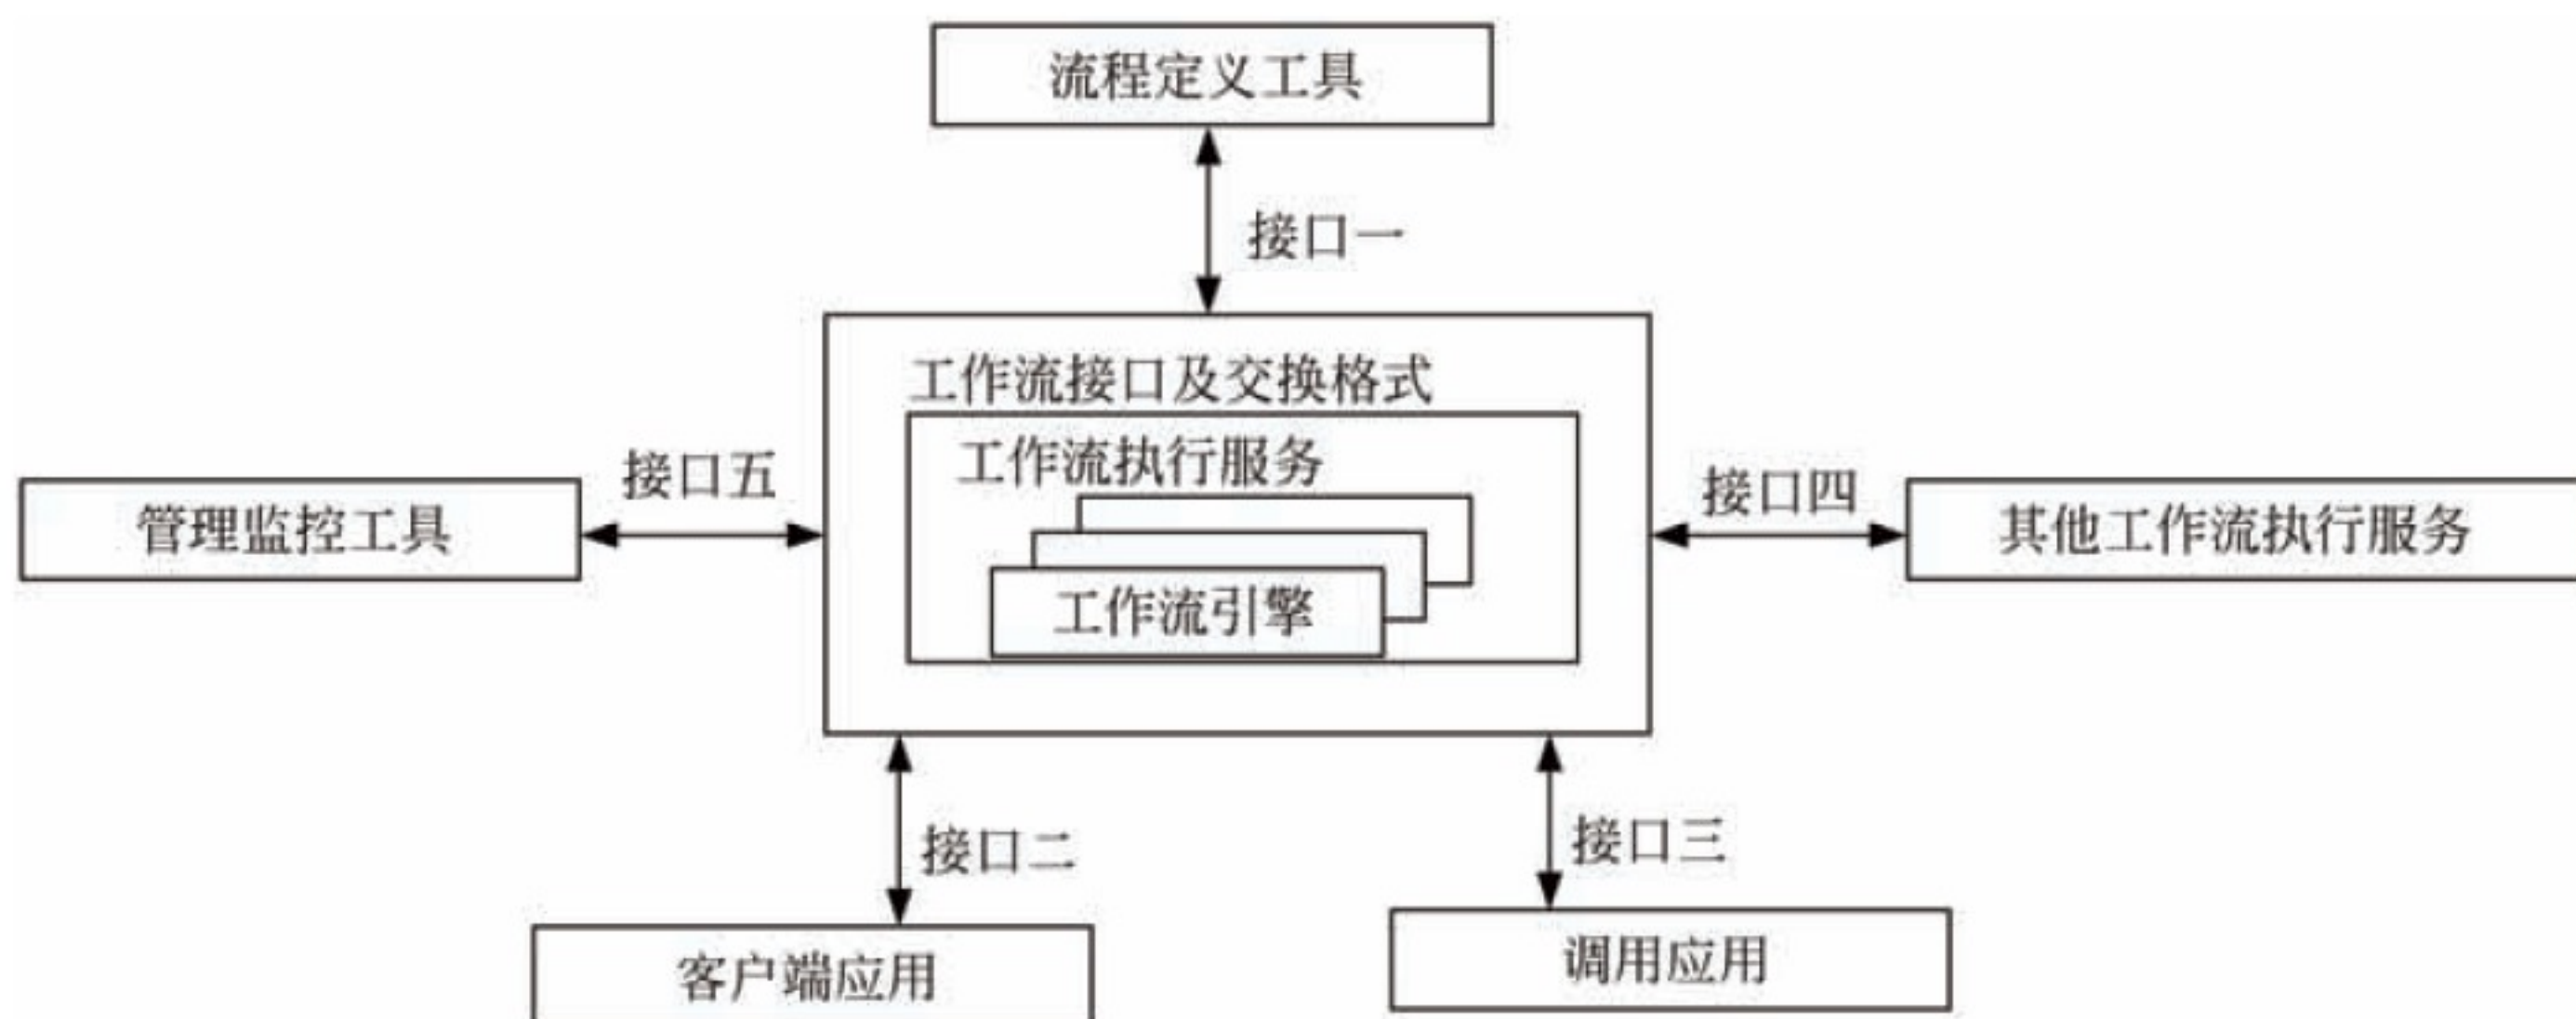 流程定义工具
接口一
工作流接口及交换格式
工作流执行服务
接口五
接口四
管理监控工具
其他工作流执行服务
工作流引擎
接口二
接口三
客户端应用
调用应用